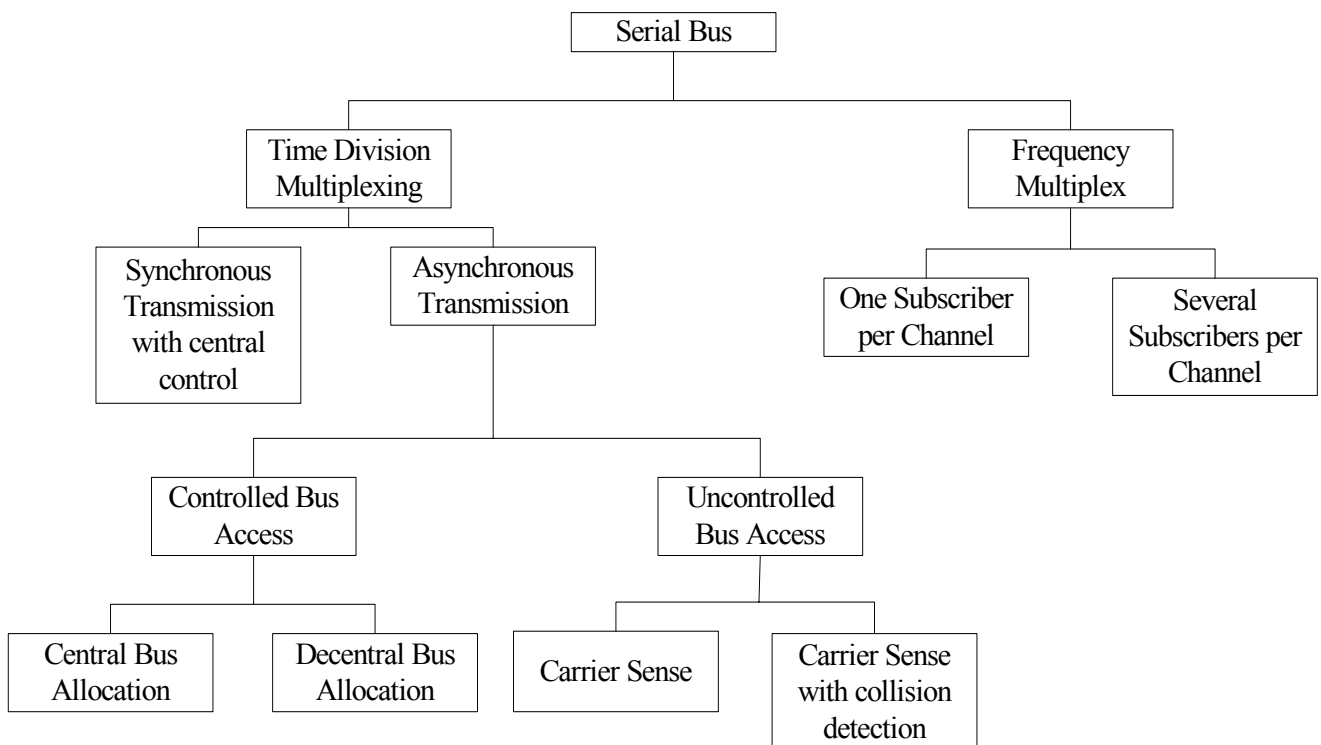 Serial Bus
Time Division
Multiplexing
Frequency
Multiplex
Synchronous
Transmission
with central
control
Asynchronous
Transmission
One Subscriber
per Channel
Several
Subscribers per
Channel
Controlled Bus
Access
Uncontrolled
Bus Access
Central Bus
Allocation
Decentral Bus
Allocation
Carrier Sense
Carrier Sense
with collision
detection